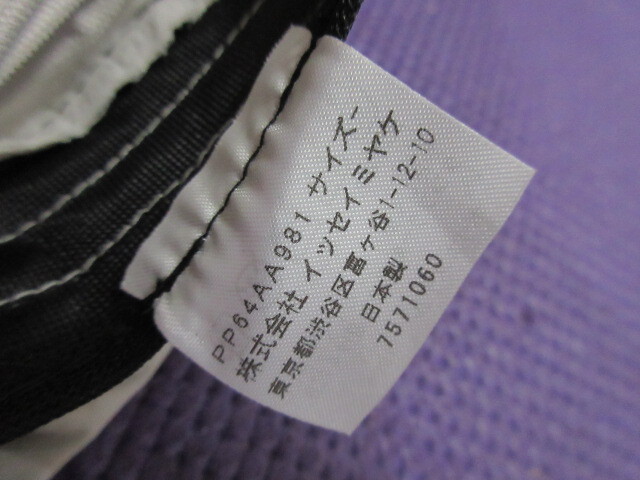 PP64AA981 サイズ-
株式会社 イッセイミヤケ
東京都渋谷区富ヶ谷1-12-10
日本製
7571060